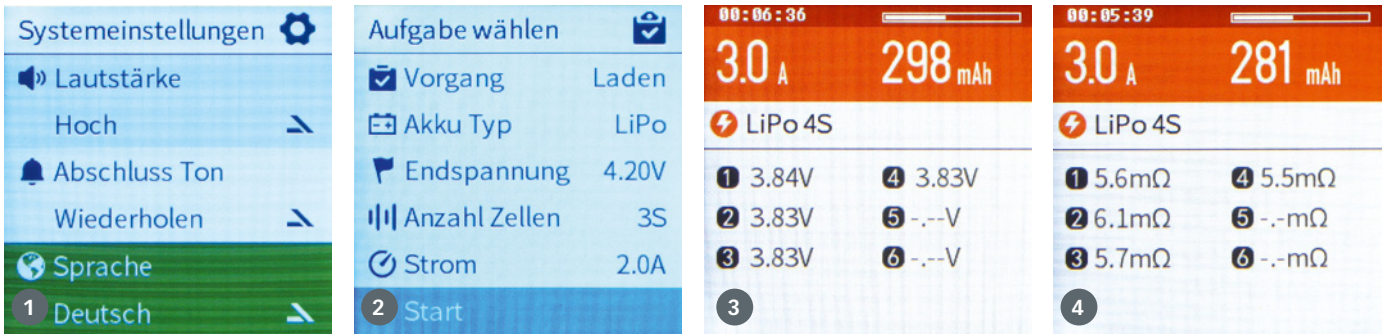 Systemeinstellungen
Lautstärke
Hoch
Abschluss Ton
Wiederholen
Sprache
1 Deutsch
Aufgabe wählen
Vorgang Laden
Akku Typ LiPo
Endspannung 4.20V
Anzahl Zellen 3S
Strom 2.0A
2 Start
00:06:36
3.0 A 298 mAh
LiPo 4S
1 3.84V 4 3.83V
2 3.83V 5 -.--V
3 3.83V 6 -.--V
3
00:05:39
3.0 A 281 mAh
LiPo 4S
1 5.6mΩ 4 5.5mΩ
2 6.1mΩ 5 -.-mΩ
3 5.7mΩ 6 -.-mΩ
4